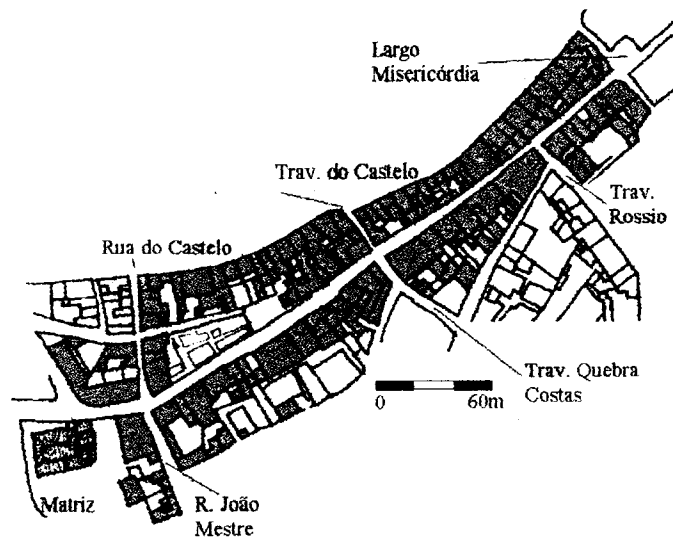 Largo
Misericórdia
Trav. do Castelo
Trav.
Rossio
Rua do Castelo
Trav. Quebra
Costas
0 60m
Matriz
R. João
Mestre